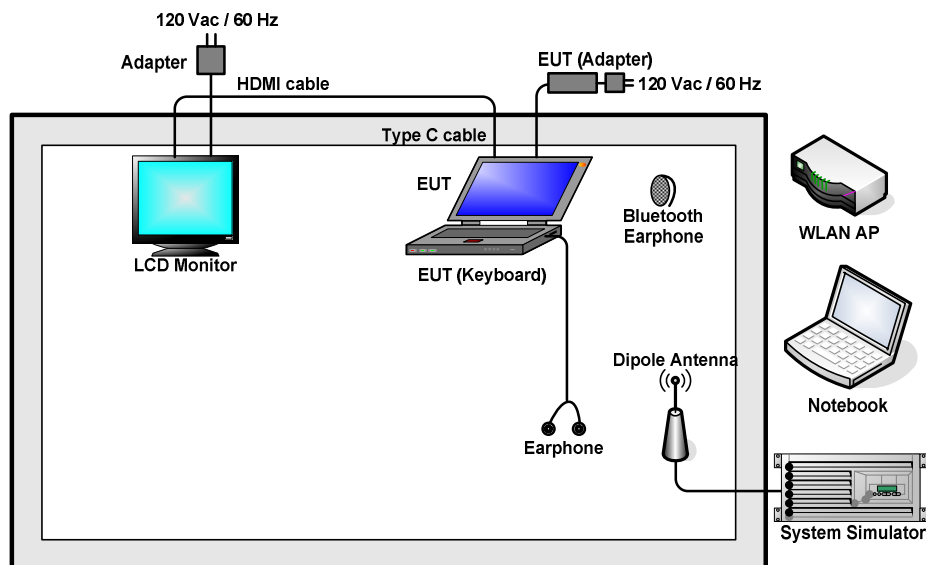 120 Vac / 60 Hz
Adapter
EUT (Adapter)
120 Vac / 60 Hz
HDMI cable
Type C cable
EUT
Bluetooth
Earphone
WLAN AP
LCD Monitor
EUT (Keyboard)
Dipole Antenna
Notebook
Earphone
System Simulator